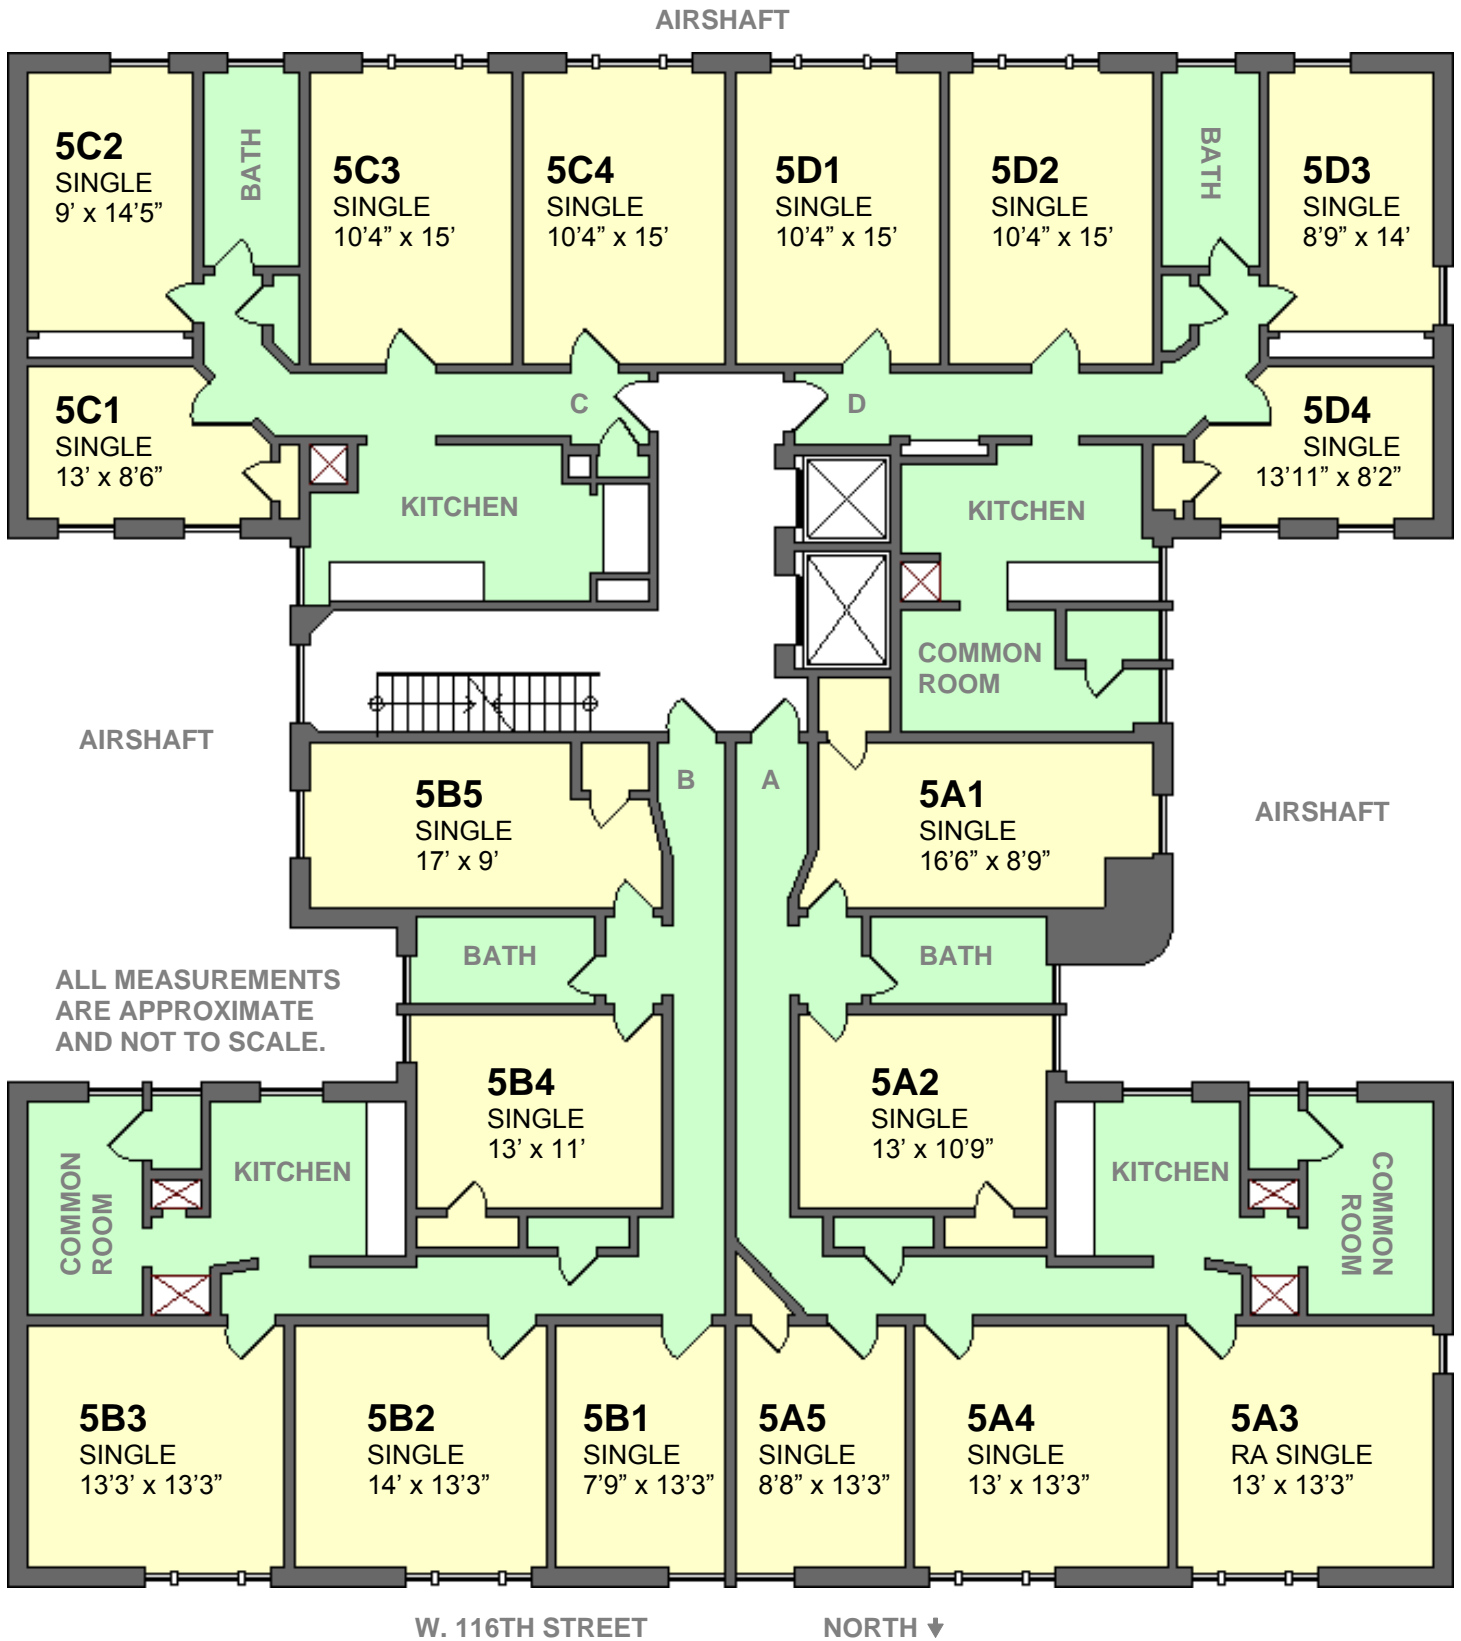 AIRSHAFT
5C2
SINGLE
9’ x 14’5”
BATH
5C3
SINGLE
10’4” x 15’
5C4
SINGLE
10’4” x 15’
5D1
SINGLE
10’4” x 15’
5D2
SINGLE
10’4” x 15’
BATH
5D3
SINGLE
8’9” x 14’
5C1
SINGLE
13’ x 8’6”
C
D
5D4
SINGLE
13’11” x 8’2”
KITCHEN
KITCHEN
COMMON
ROOM
AIRSHAFT
B
A
5B5
SINGLE
17’ x 9’
5A1
SINGLE
16’6” x 8’9”
AIRSHAFT
BATH
BATH
ALL MEASUREMENTS
ARE APPROXIMATE
AND NOT TO SCALE.
5B4
SINGLE
13’ x 11’
5A2
SINGLE
13’ x 10’9”
COMMON
ROOM
KITCHEN
KITCHEN
COMMON
ROOM
5B3
SINGLE
13’3’ x 13’3”
5B2
SINGLE
14’ x 13’3”
5B1
SINGLE
7’9” x 13’3”
5A5
SINGLE
8’8” x 13’3”
5A4
SINGLE
13’ x 13’3”
5A3
RA SINGLE
13’ x 13’3”
W. 116TH STREET
NORTH